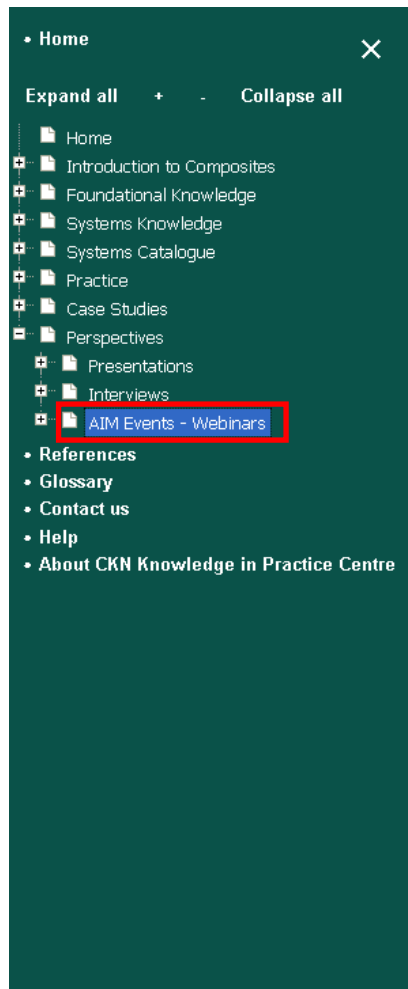 • Home
×
Expand all + - Collapse all
Home
Introduction to Composites
Foundational Knowledge
Systems Knowledge
Systems Catalogue
Practice
Case Studies
Perspectives
Presentations
Interviews
AIM Events - Webinars
• References
• Glossary
• Contact us
• Help
• About CKN Knowledge in Practice Centre